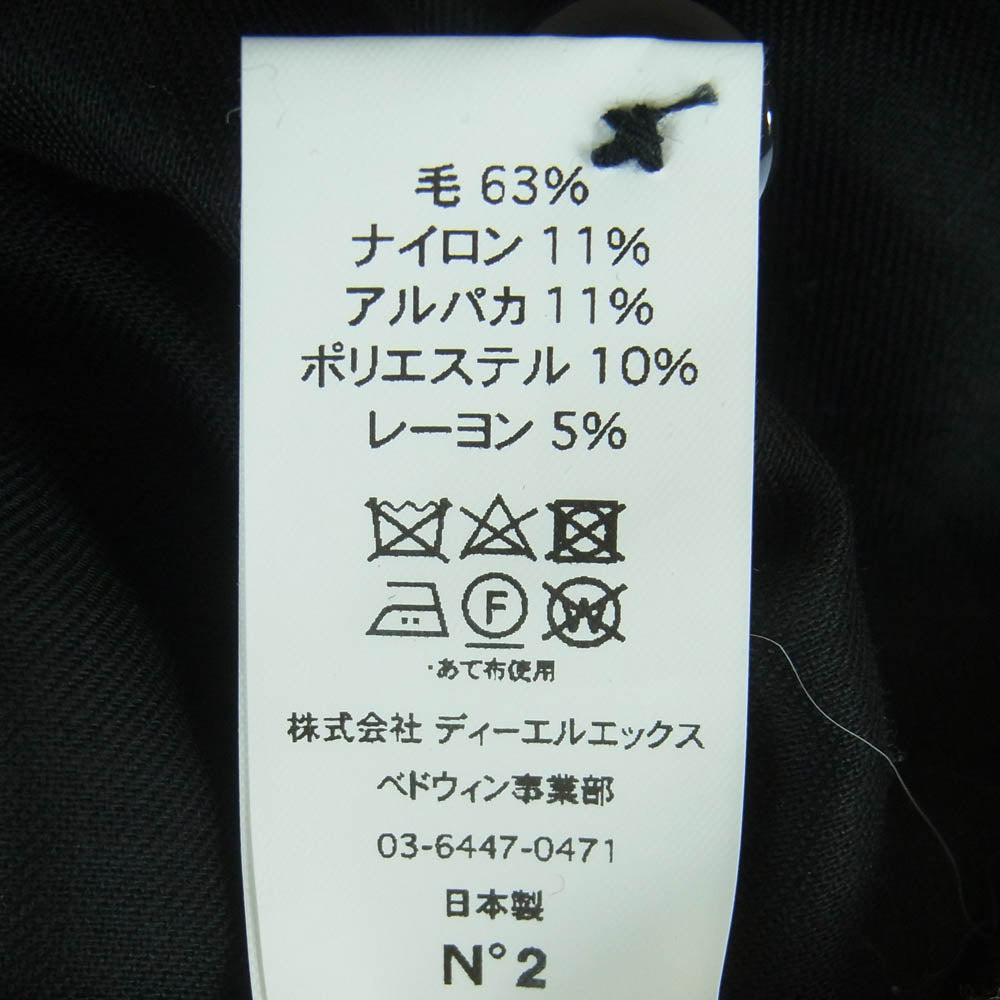 毛 63%
ナイロン 11%
アルパカ 11%
ポリエステル 10%
レーヨン 5%
F W
・あて布使用
株式会社 ディーエルエックス
ベドウィン事業部
03-6447-0471
日本製
N°2